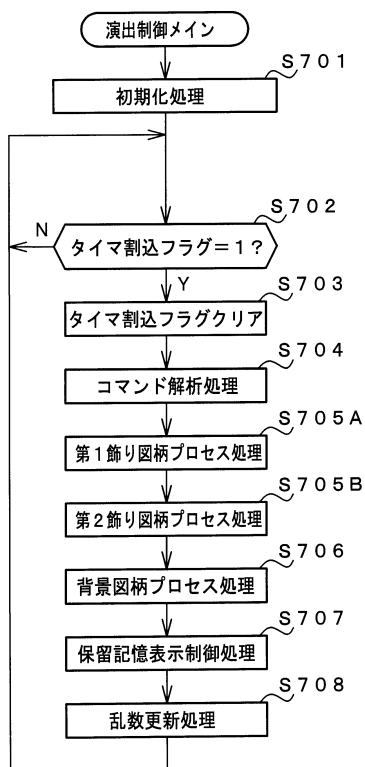 演出制御メイン
S701
初期化処理
S702
N
タイマ割込フラグ=1?
Y
S703
タイマ割込フラグクリア
S704
コマンド解析処理
S705A
第1飾り図柄プロセス処理
S705B
第2飾り図柄プロセス処理
S706
背景図柄プロセス処理
S707
保留記憶表示制御処理
S708
乱数更新処理